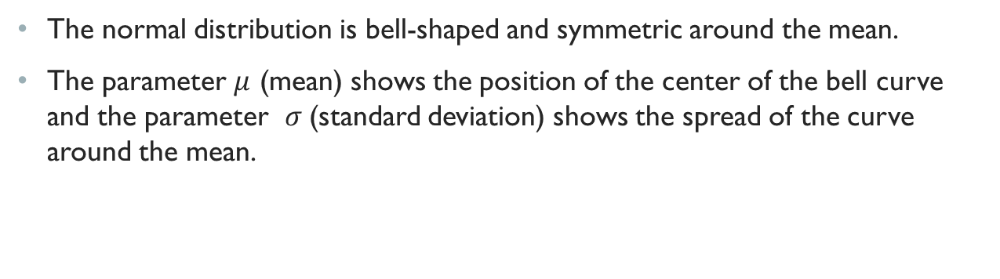 • The normal distribution is bell-shaped and symmetric around the mean.
• The parameter μ (mean) shows the position of the center of the bell curve
and the parameter σ (standard deviation) shows the spread of the curve
around the mean.